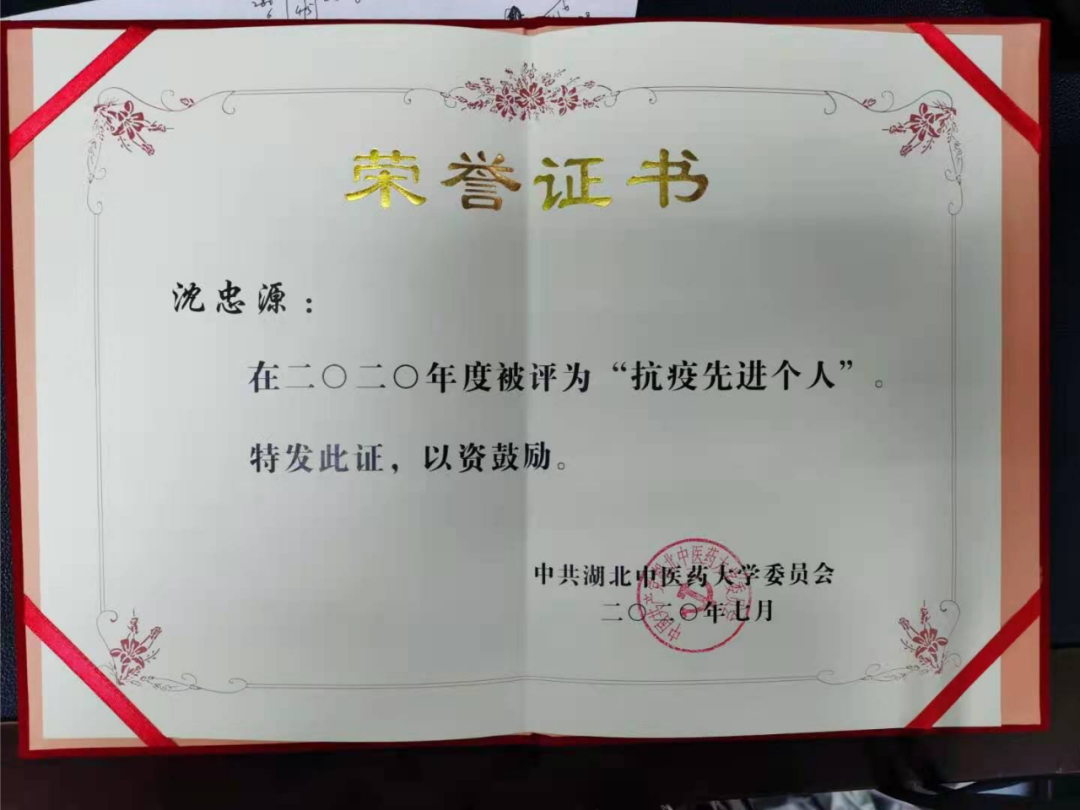 荣誉证书
沈忠源：
在二〇二〇年度被评为“抗疫先进个人”。
特发此证，以资鼓励。
中共湖北中医药大学委员会
二〇二〇年七月